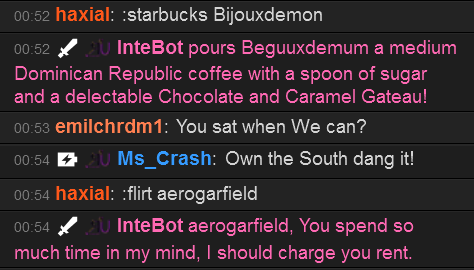 00:52 haxial: :starbucks Bijouxdemon
00:52 InteBot pours Beguuxdemum a medium
Dominican Republic coffee with a spoon of sugar
and a delectable Chocolate and Caramel Gateau!
00:53 emilchrdm1: You sat when We can?
00:54 Ms_Crash: Own the South dang it!
00:54 haxial: :flirt aerogarfield
00:54 InteBot aerogarfield, You spend so
much time in my mind, I should charge you rent.